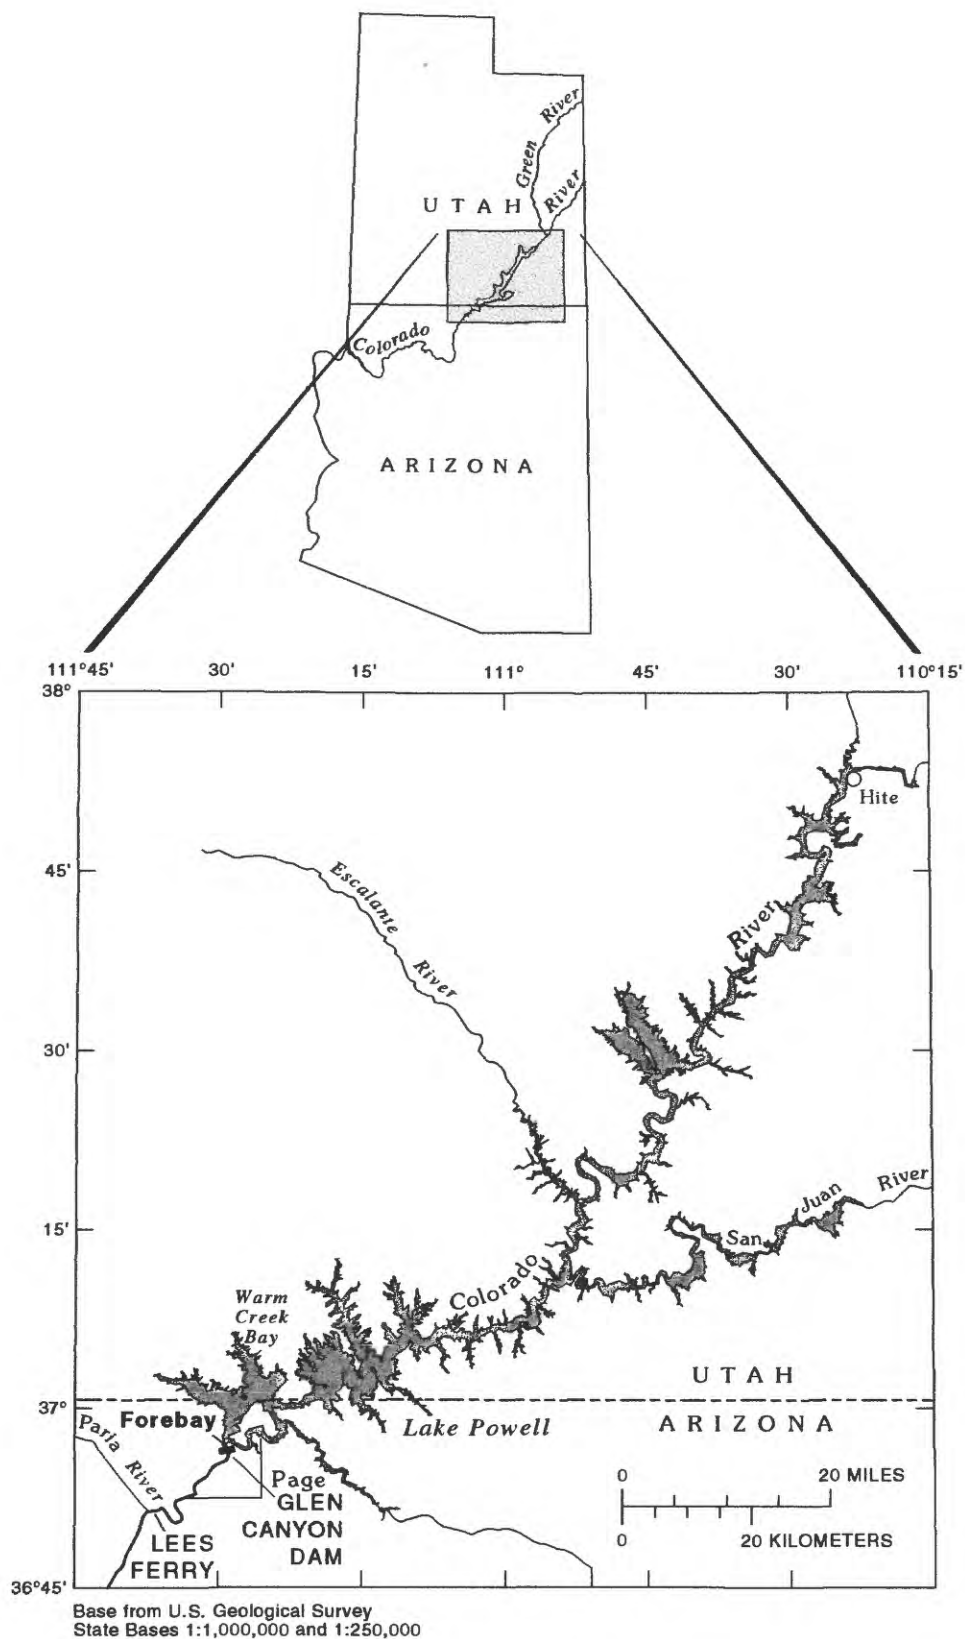 River
Green
River
UTAH
Colorado
ARIZONA
111°45' 30' 15' 111° 45' 30' 110°15'
38°
Hite
45'
Escalante
River
River
30'
Juan
River
San
15'
Colorado
Warm
Creek
Bay
UTAH
37°
ARIZONA
Forebay
Lake Powell
Paria
River
Page
GLEN
CANYON
DAM
LEES
FERRY
0 20 MILES
0 20 KILOMETERS
36°45'
Base from U.S. Geological Survey
State Bases 1:1,000,000 and 1:250,000